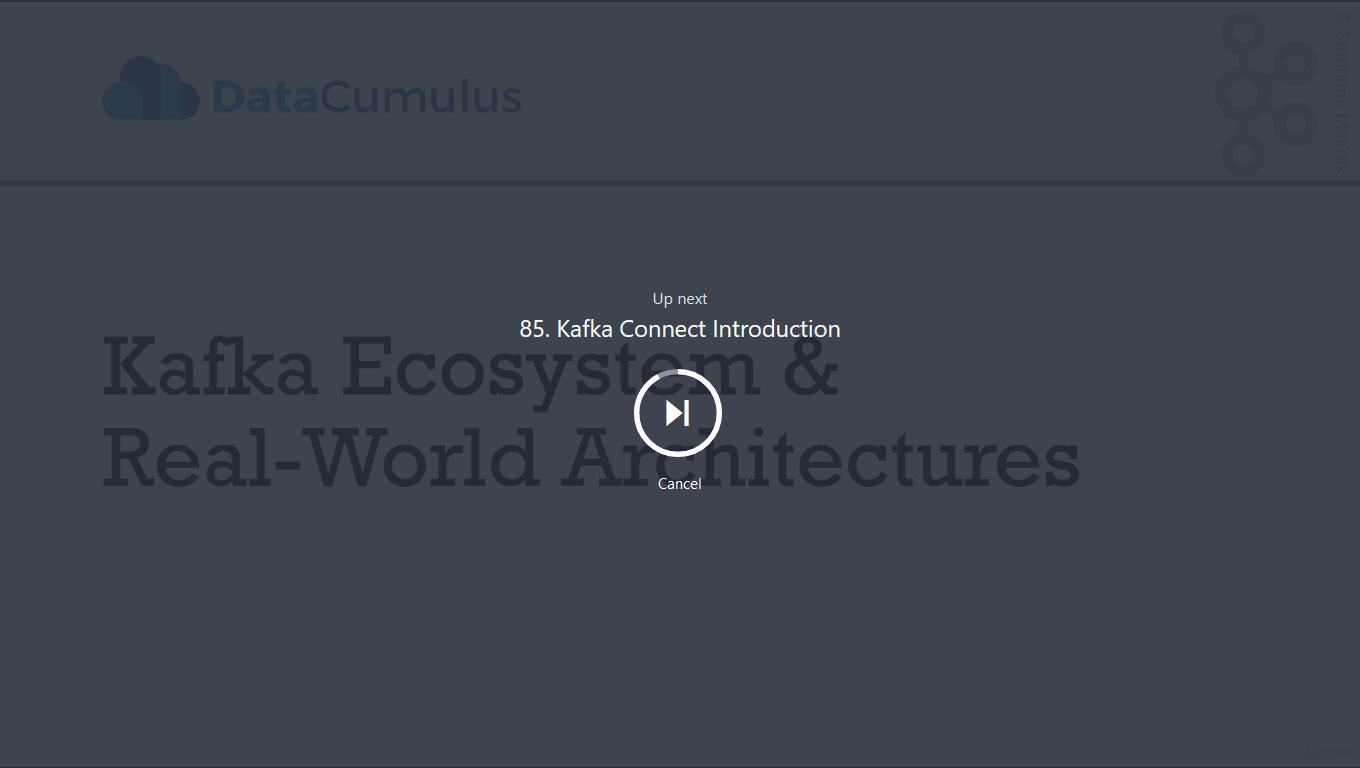 DataCumulus
© Stephane Maarek
Up next
85. Kafka Connect Introduction
Kafka Ecosystem &
Real-World Architectures
Cancel